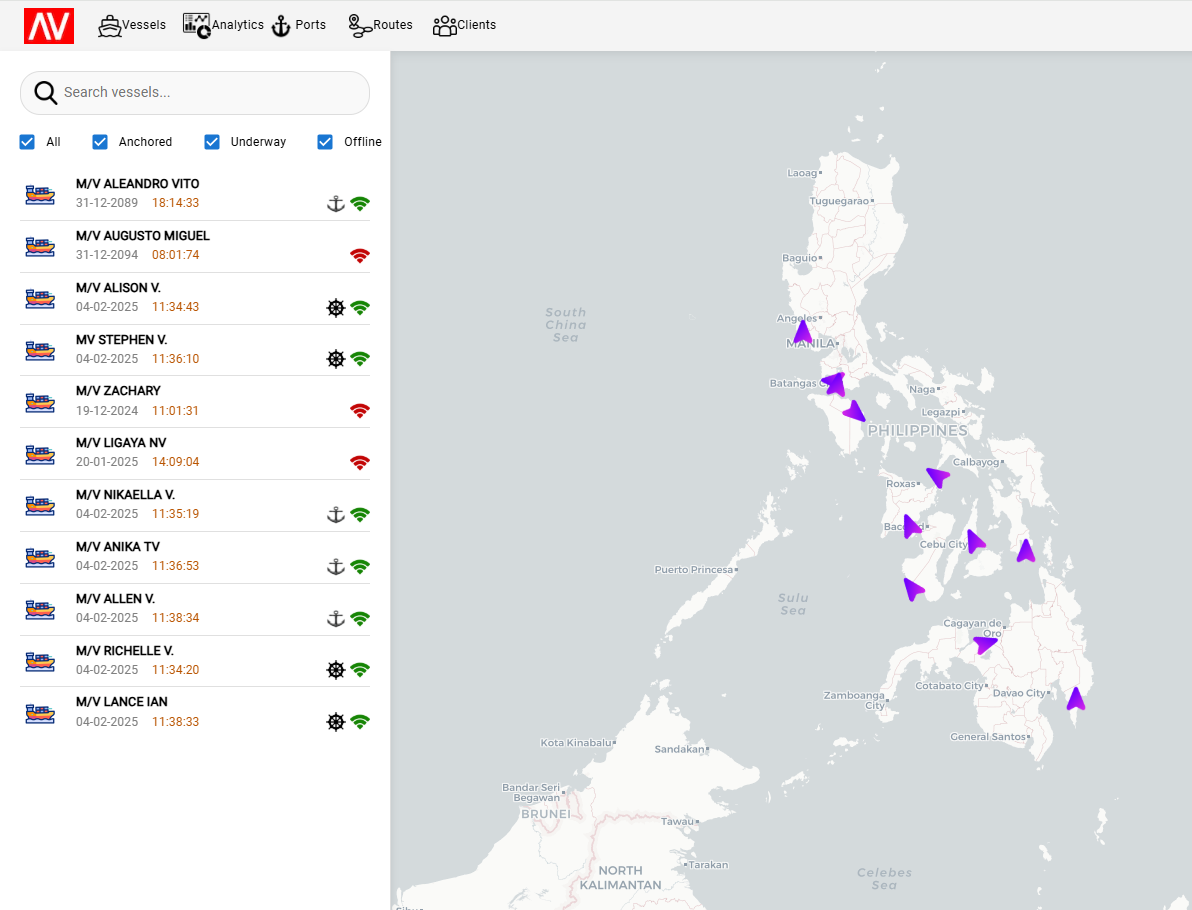 AV Vessels Analytics Ports Routes Clients
Search vessels...
All Anchored Underway Offline
M/V ALEANDRO VITO
31-12-2089 18:14:33
M/V AUGUSTO MIGUEL
31-12-2094 08:01:74
M/V ALISON V.
04-02-2025 11:34:43
MV STEPHEN V.
04-02-2025 11:36:10
M/V ZACHARY
19-12-2024 11:01:31
M/V LIGAYA NV
20-01-2025 14:09:04
M/V NIKAELLA V.
04-02-2025 11:35:19
M/V ANIKA TV
04-02-2025 11:36:53
M/V ALLEN V.
04-02-2025 11:38:34
M/V RICHELLE V.
04-02-2025 11:34:20
M/V LANCE IAN
04-02-2025 11:38:33
Laoag
Tuguegarao
Baguio
South
China
Sea
Angeles
MANILA
Batangas
Naga
Legazpi
PHILIPPINES
Calbayog
Roxas
Cebu City
Puerto Princesa
Sulu
Sea
Cagayan de
Oro
Cotabato City
Davao City
Zamboanga
City
General Santos
Kota Kinabalu
Sandakan
Bandar Seri
Begawan
BRUNEI
Tawau
Tarakan
NORTH
KALIMANTAN
Celebes
Sea